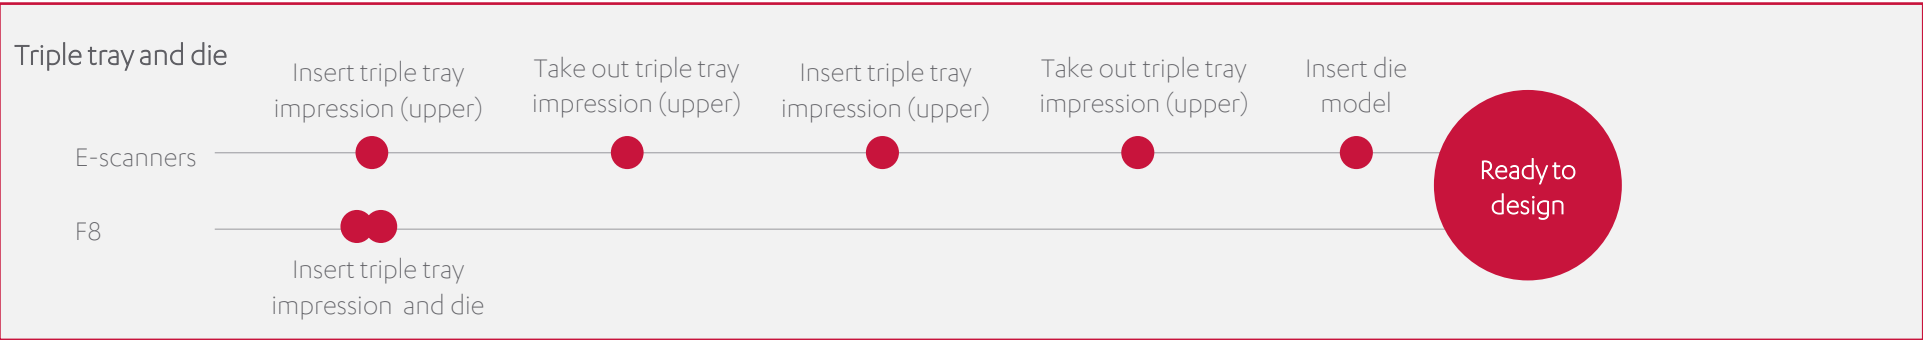 Triple tray and die
Insert triple tray
impression (upper)
Take out triple tray
impression (upper)
Insert triple tray
impression (upper)
Take out triple tray
impression (upper)
Insert die
model
E-scanners
Ready to
design
F8
Insert triple tray
impression and die